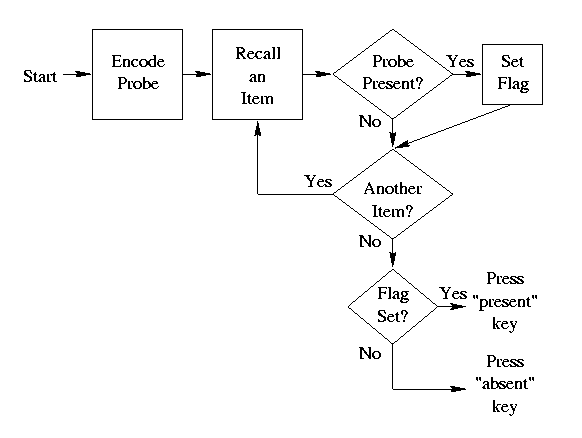 Start
Encode
Probe
Recall
an
Item
Probe
Present?
Yes
Set
Flag
No
Another
Item?
Yes
No
Flag
Set?
Yes
Press
"present"
key
No
Press
"absent"
key